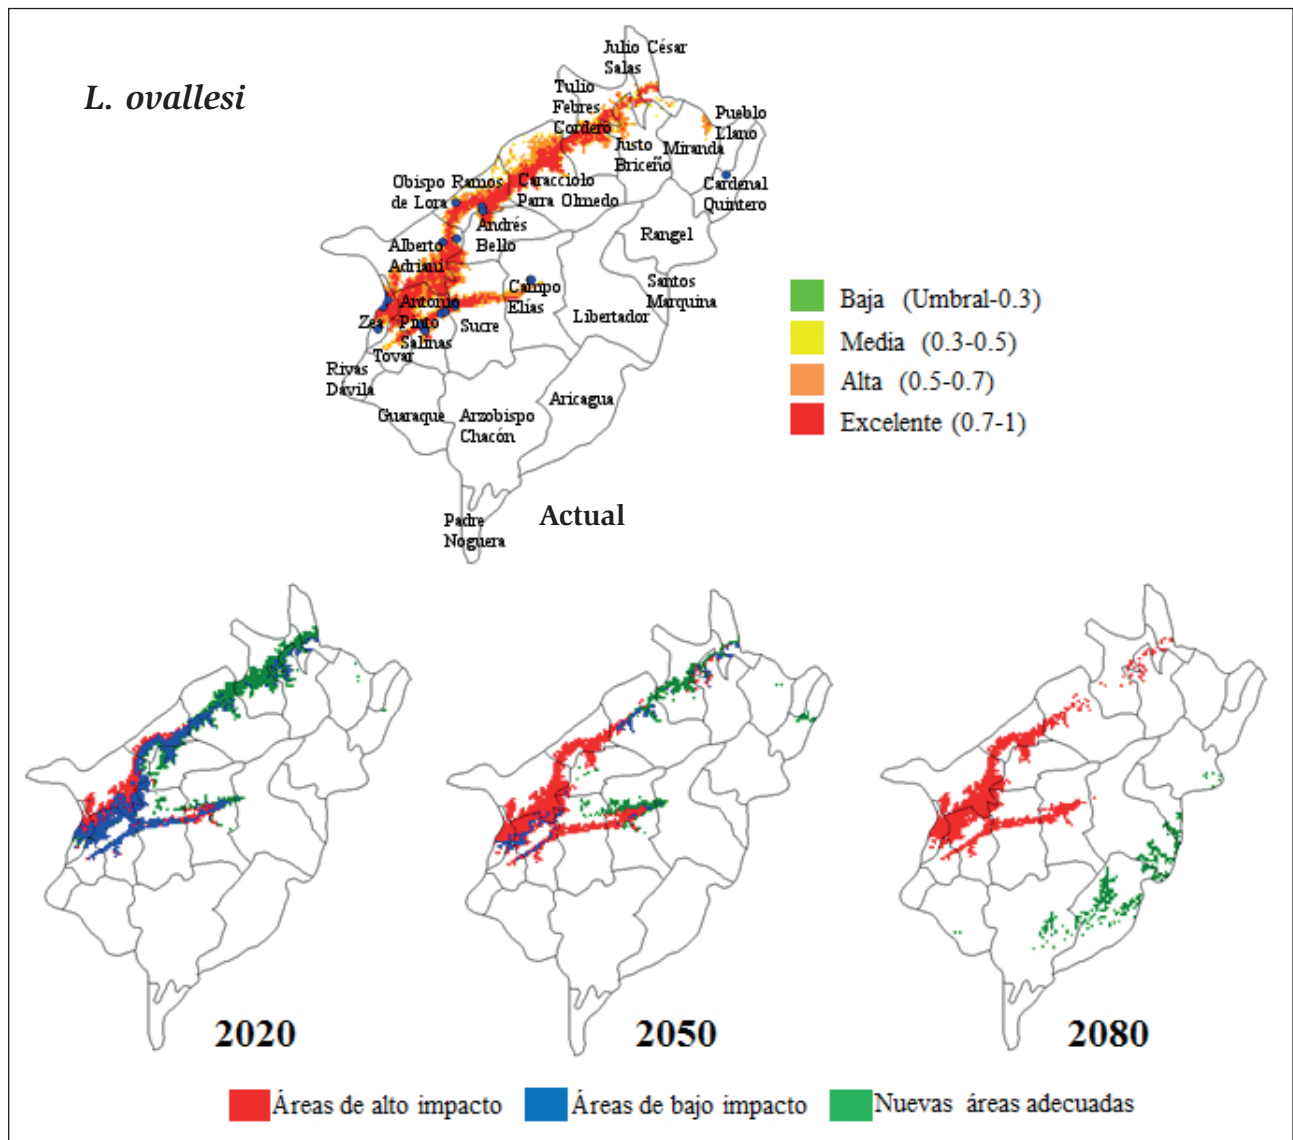 L. ovallesi
Julio César
Salas
Tulio
Febres
Cordero
Pueblo
Llano
Justo
Briceño
Miranda
Cardenal
Quintero
Obispo Ramos
de Lora
Caracciolo
Parra Olmedo
Andrés
Bello
Rangel
Alberto
Adriani
Santos
Marquina
Campo
Elías
Libertador
Antonio
Pinto
Salinas
Zea
Sucre
Tovar
Rivas
Dávila
Guaraque
Arzobispo
Chacón
Aricagua
Padre
Noguera
Actual
Baja (Umbral-0.3)
Media (0.3-0.5)
Alta (0.5-0.7)
Excelente (0.7-1)
2020
2050
2080
Áreas de alto impacto
Áreas de bajo impacto
Nuevas áreas adecuadas